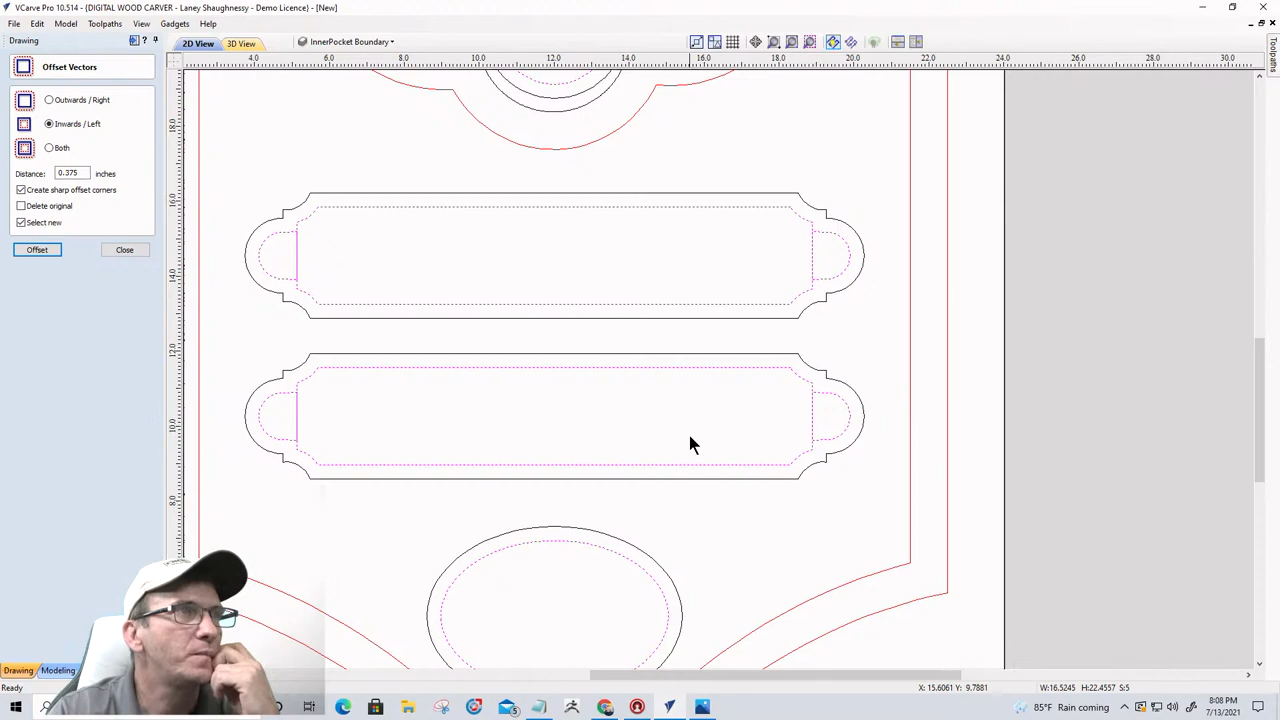 VCarve Pro 10.514 - {DIGITAL WOOD CARVER - Laney Shaughnessy - Demo Licence} - [New]
File Edit Model Toolpaths View Gadgets Help
Drawing
2D View 3D View InnerPocket Boundary
4.0 6.0 8.0 10.0 12.0 14.0 16.0 18.0 20.0 22.0 24.0 26.0 28.0 30.0
Toolpaths
Offset Vectors
Outwards / Right
Inwards / Left
Both
Distance: 0.375 inches
Create sharp offset corners
Delete original
Select new
Offset Close
18.0
16.0
14.0
12.0
10.0
8.0
Drawing Modeling
Ready
X: 15.6061 Y: 9.7881 W:16.5245 H:22.4557 S:5
85°F Rain coming
8:08 PM
7/13/2021